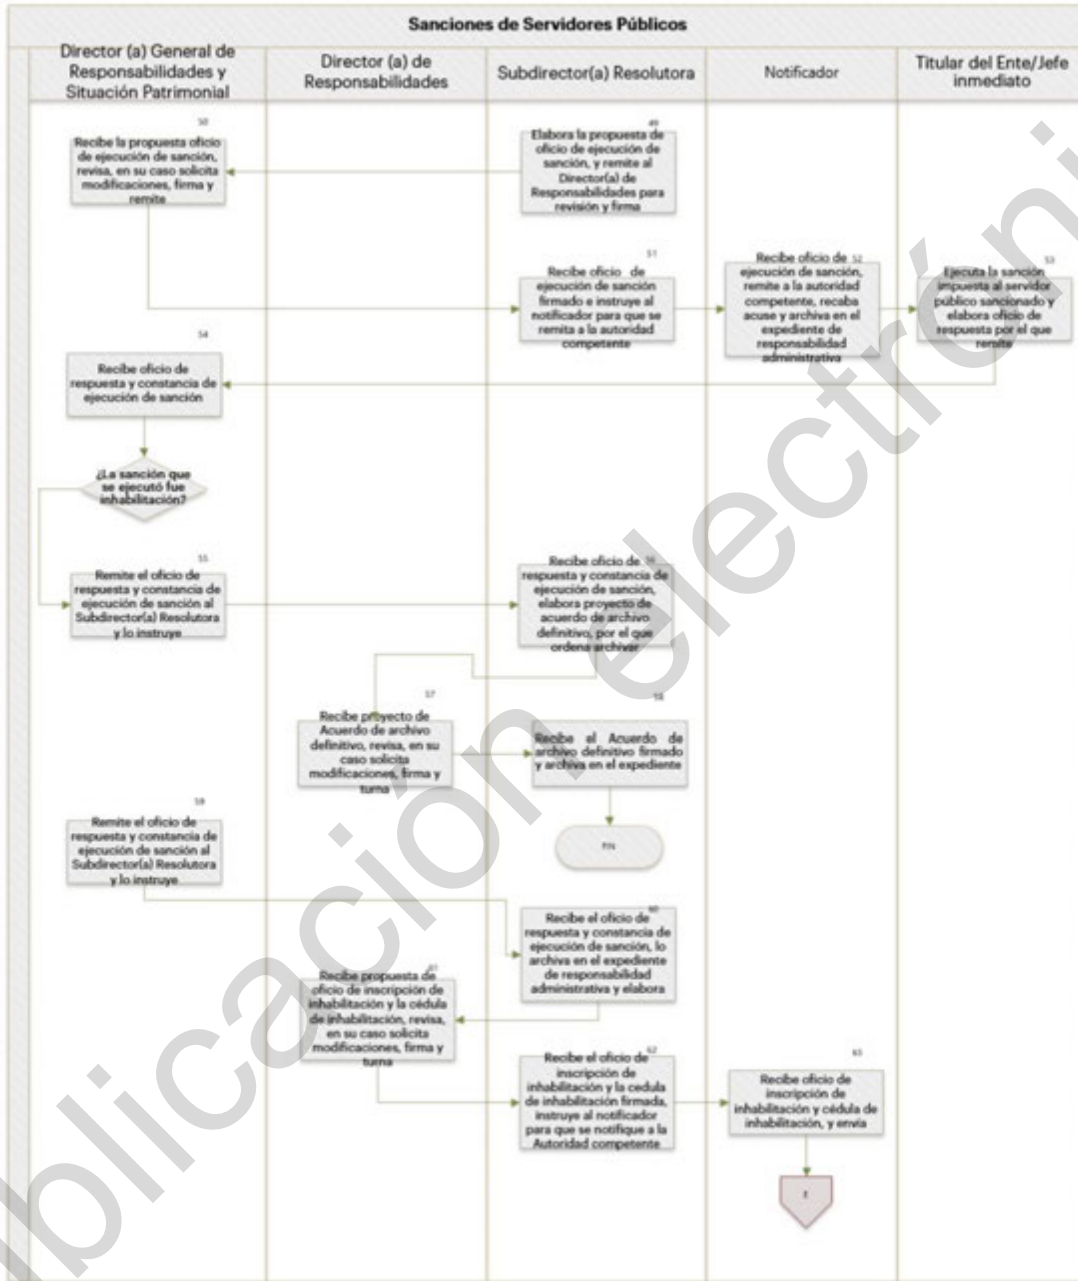 Sanciones de Servidores Públicos
Director (a) General de
Responsabilidades y
Situación Patrimonial
Director (a) de
Responsabilidades
Subdirector(a) Resolutora
Notificador
Titular del Ente/Jefe
inmediato
49
Elabora la propuesta de
oficio de ejecución de
sanción, y remite al
Director(a) de
Responsabilidades para
revisión y firma
50
Recibe la propuesta oficio
de ejecución de sanción,
revisa, en su caso solicita
modificaciones, firma y
remite
51
Recibe oficio de
ejecución de sanción
firmado e instruye al
notificador para que se
remita a la autoridad
competente
52
Recibe oficio de
ejecución de sanción,
remite a la autoridad
competente, recaba
acuse y archiva en el
expediente de
responsabilidad
administrativa
53
Ejecuta la sanción
impuesta al servidor
público sancionado y
elabora oficio de
respuesta por el que
remite
54
Recibe oficio de
respuesta y constancia de
ejecución de sanción
¿La sanción que
se ejecutó fue
inhabilitación?
55
Remite el oficio de
respuesta y constancia de
ejecución de sanción al
Subdirector(a) Resolutora
y lo instruye
56
Recibe oficio de
respuesta y constancia de
ejecución de sanción,
elabora proyecto de
acuerdo de archivo
definitivo, por el que
ordena archivar
57
Recibe proyecto de
Acuerdo de archivo
definitivo, revisa, en su
caso solicita
modificaciones, firma y
turna
58
Recibe el Acuerdo de
archivo definitivo firmado
y archiva en el expediente
FIN
59
Remite el oficio de
respuesta y constancia de
ejecución de sanción al
Subdirector(a) Resolutora
y lo instruye
60
Recibe el oficio de
respuesta y constancia de
ejecución de sanción, lo
archiva en el expediente
de responsabilidad
administrativa y elabora
61
Recibe propuesta de
oficio de inscripción de
inhabilitación y la cédula
de inhabilitación, revisa,
en su caso solicita
modificaciones, firma y
turna
62
Recibe el oficio de
inscripción de
inhabilitación y la cedula
de inhabilitación firmada,
instruye al notificador
para que se notifique a la
Autoridad competente
63
Recibe oficio de
inscripción de
inhabilitación y cédula de
inhabilitación, y envía
blicación electróni